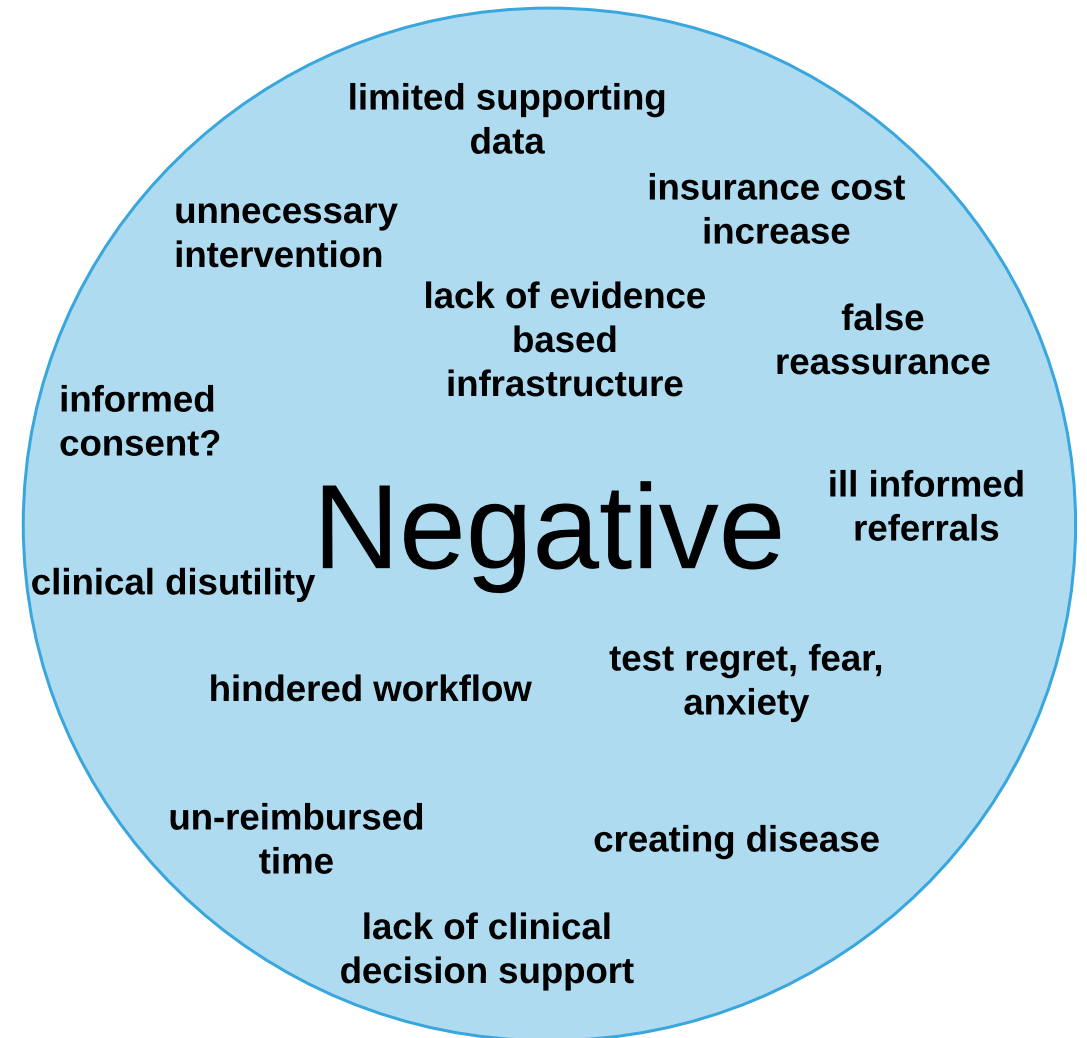 limited supporting
data
insurance cost
increase
unnecessary
intervention
lack of evidence
based
infrastructure
false
reassurance
informed
consent?
Negative
ill informed
referrals
clinical disutility
test regret, fear,
anxiety
hindered workflow
un-reimbursed
time
creating disease
lack of clinical
decision support